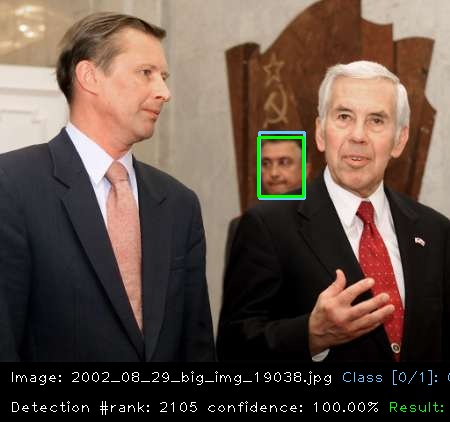 Image: 2002_08_29_big_img_19038.jpg Class [0/1]:
Detection #rank: 2105 confidence: 100.00% Result: